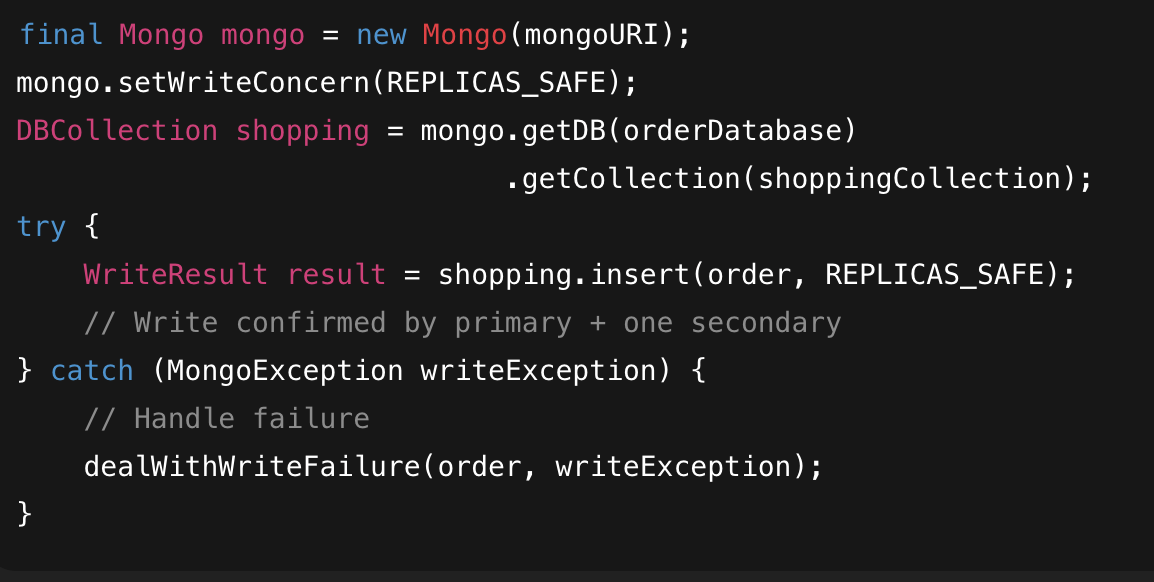 final Mongo mongo = new Mongo(mongoURI);
mongo.setWriteConcern(REPLICAS_SAFE);
DBCollection shopping = mongo.getDB(orderDatabase)
                             .getCollection(shoppingCollection);
try {
    WriteResult result = shopping.insert(order, REPLICAS_SAFE);
    // Write confirmed by primary + one secondary
} catch (MongoException writeException) {
    // Handle failure
    dealWithWriteFailure(order, writeException);
}